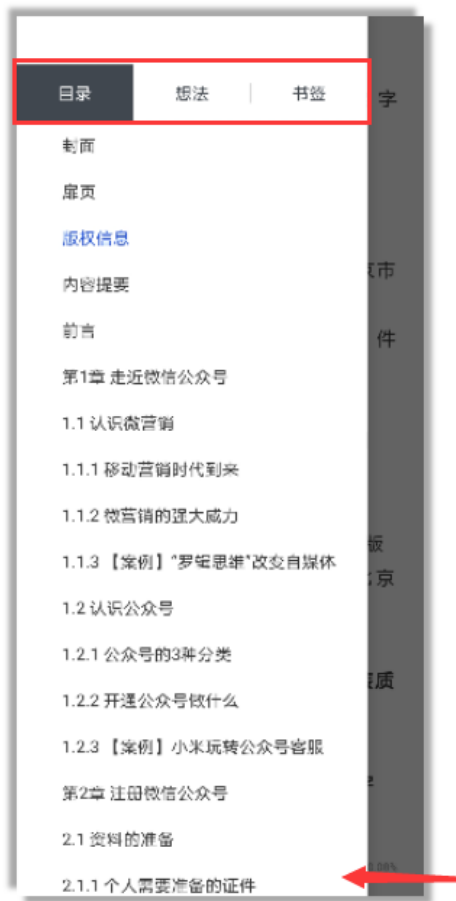 目录 想法 书签
封面
扉页
版权信息
内容提要
前言
第1章 走近微信公众号
1.1 认识微营销
1.1.1 移动营销时代到来
1.1.2 微营销的强大威力
1.1.3 【案例】“罗辑思维”改变自媒体
1.2 认识公众号
1.2.1 公众号的3种分类
1.2.2 开通公众号做什么
1.2.3 【案例】小米玩转公众号客服
第2章 注册微信公众号
2.1 资料的准备
2.1.1 个人需要准备的证件
字
市
件
版
京
质